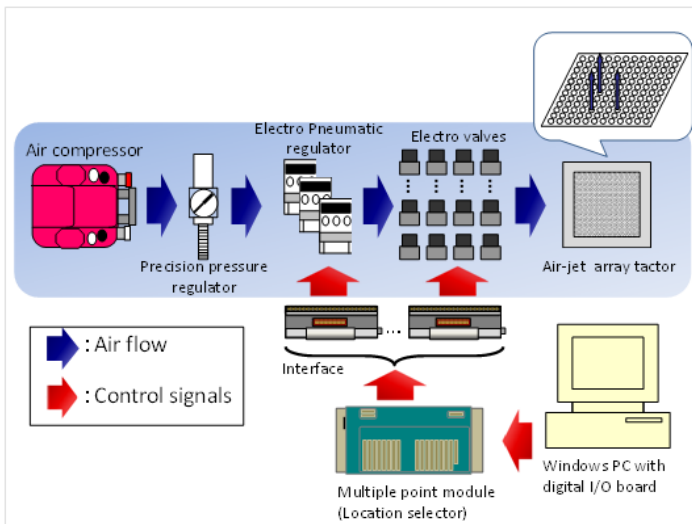 Electro Pneumatic
regulator
Electro valves
Air compressor
Precision pressure
regulator
Air-jet array tactor
Interface
: Air flow
: Control signals
Multiple point module
(Location selector)
Windows PC with
digital I/O board